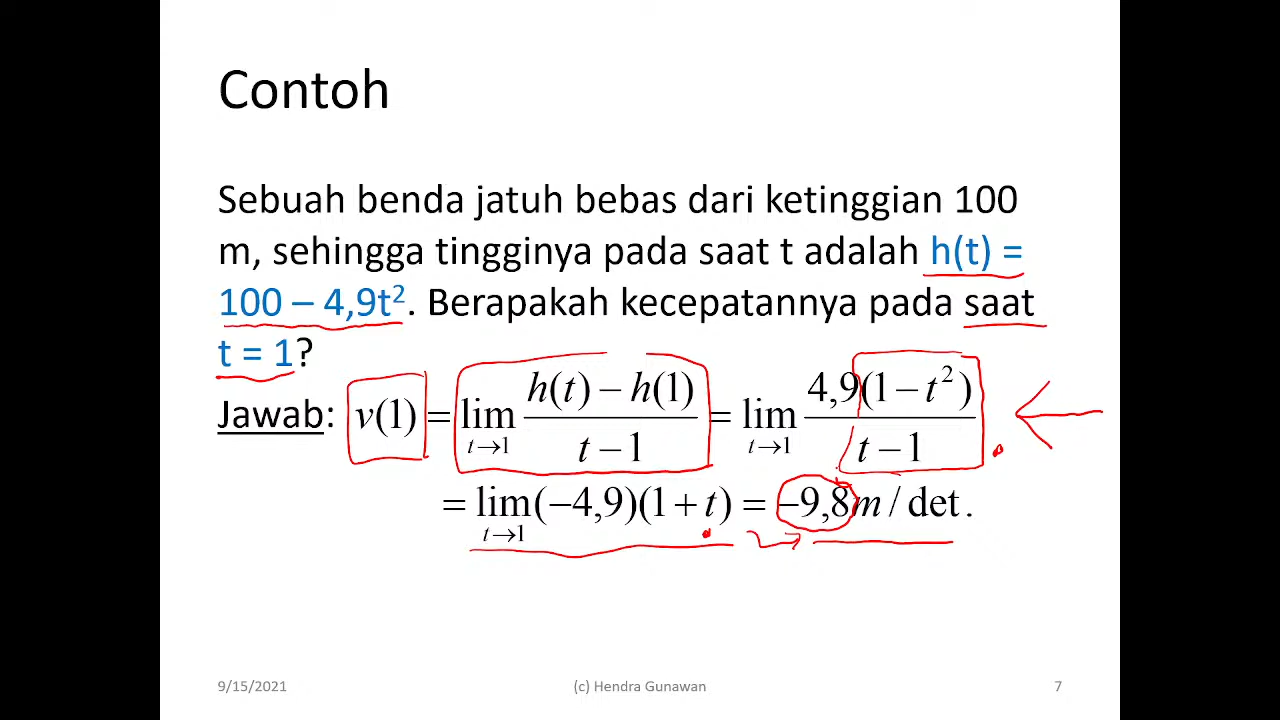 Contoh
Sebuah benda jatuh bebas dari ketinggian 100
m, sehingga tingginya pada saat t adalah h(t) =
100 – 4,9t². Berapakah kecepatannya pada saat
t = 1?
Jawab: v(1) = lim_{t→1} (h(t) − h(1))/(t − 1) = lim_{t→1} 4,9(1 − t²)/(t − 1)
= lim_{t→1} (−4,9)(1 + t) = −9,8 m / det.
9/15/2021 (c) Hendra Gunawan 7